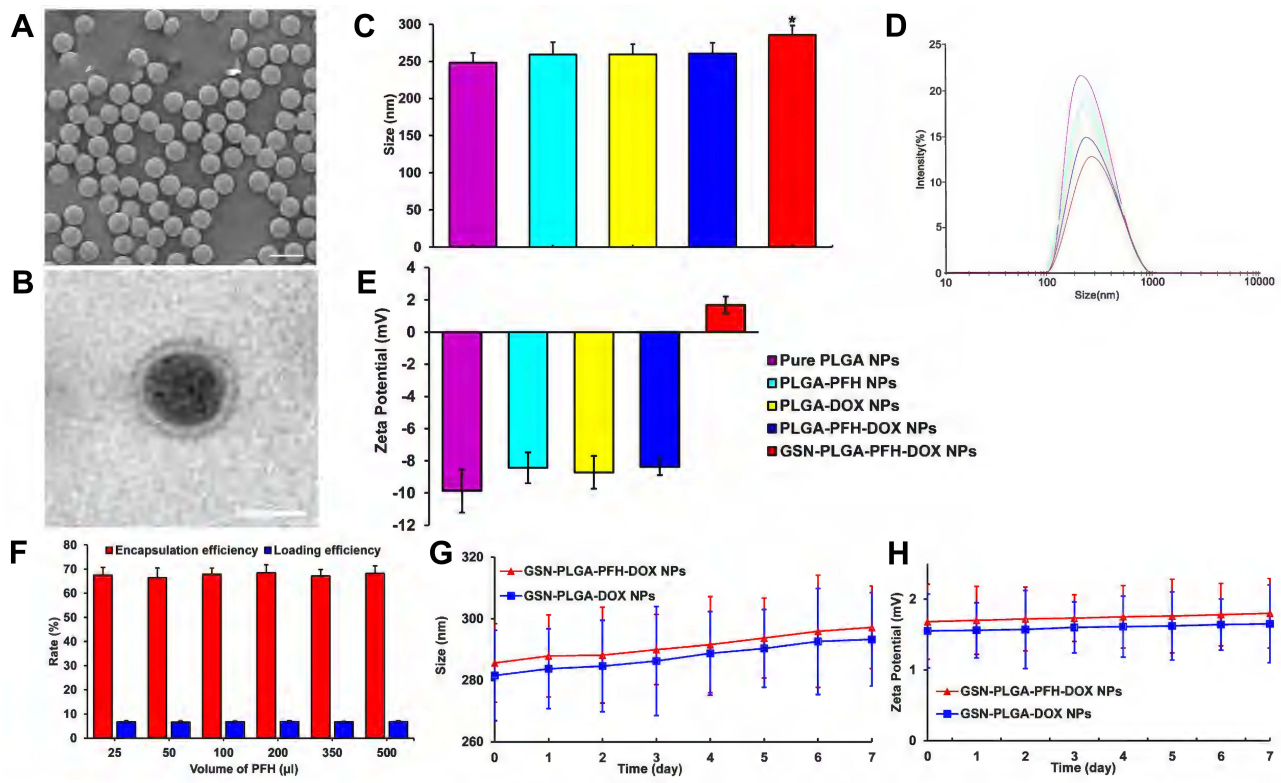 A
B
C
Size (nm)
300
250
200
150
100
50
0
*
D
Intensity(%)
25
20
15
10
5
0
10 100 1000 10000
Size(nm)
E
Zeta Potential (mV)
4
2
0
-2
-4
-6
-8
-10
-12
Pure PLGA NPs
PLGA-PFH NPs
PLGA-DOX NPs
PLGA-PFH-DOX NPs
GSN-PLGA-PFH-DOX NPs
F
Rate (%)
80
70
60
50
40
30
20
10
0
Encapsulation efficiency Loading efficiency
25 50 100 200 350 500
Volume of PFH (µl)
G
Size (nm)
320
300
280
260
GSN-PLGA-PFH-DOX NPs
GSN-PLGA-DOX NPs
0 1 2 3 4 5 6 7
Time (day)
H
Zeta Potential (mV)
2
1
0
GSN-PLGA-PFH-DOX NPs
GSN-PLGA-DOX NPs
0 1 2 3 4 5 6 7
Time (day)